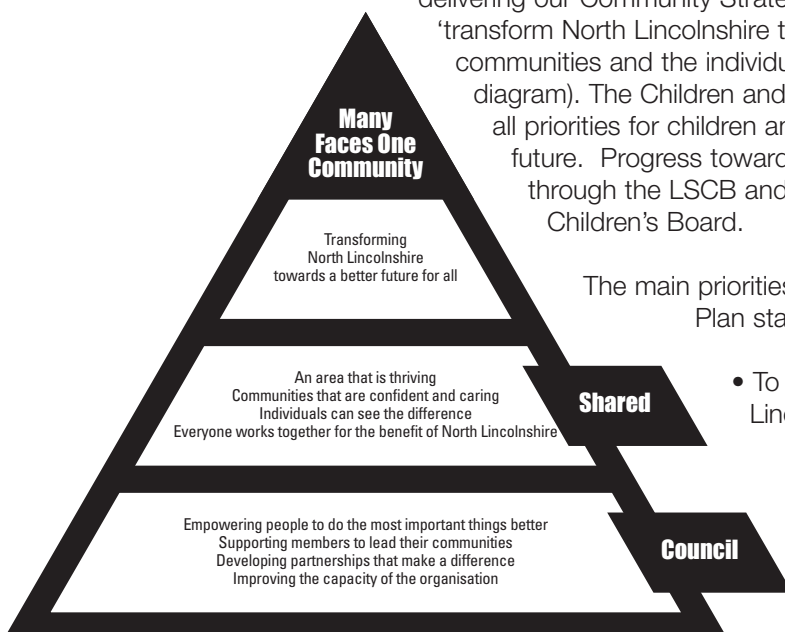 delivering our Community Strate
'transform North Lincolnshire t
communities and the individu
diagram). The Children and
all priorities for children a
future. Progress toward
through the LSCB and
Children's Board.
The main priorities
Plan sta
• To
Lin
Many
Faces One
Community
Transforming
North Lincolnshire
towards a better future for all
An area that is thriving
Communities that are confident and caring
Individuals can see the difference
Everyone works together for the benefit of North Lincolnshire
Shared
Empowering people to do the most important things better
Supporting members to lead their communities
Developing partnerships that make a difference
Improving the capacity of the organisation
Council